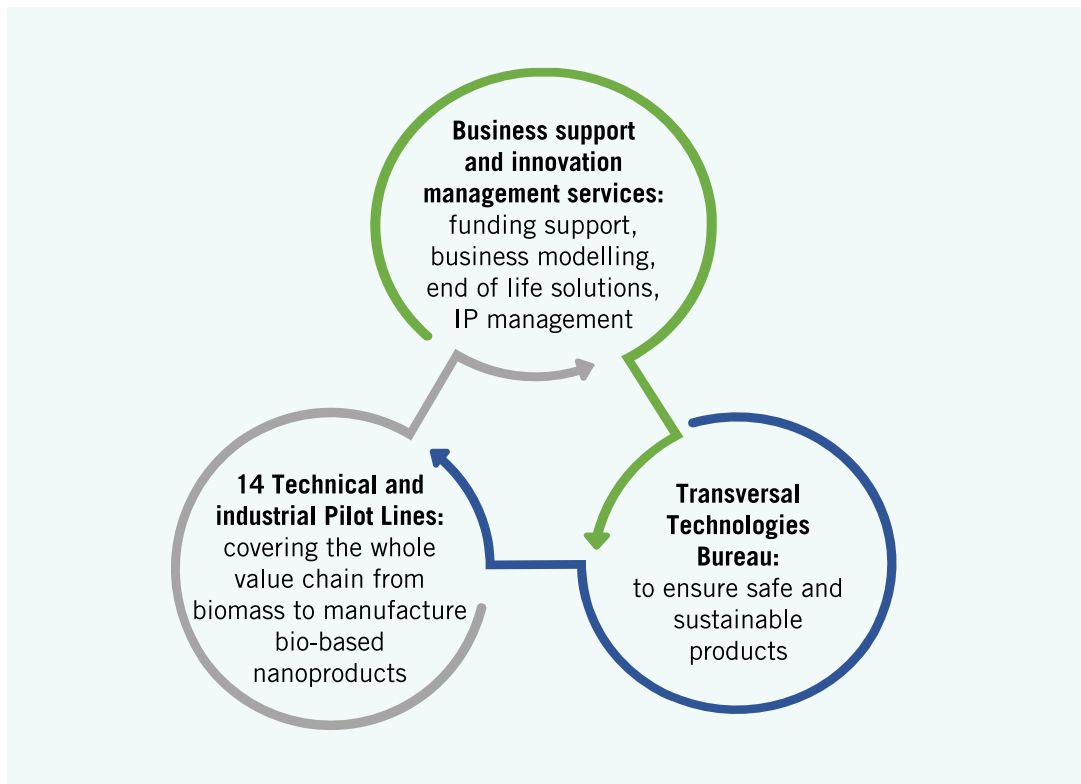 Business support
and innovation
management services:
funding support,
business modelling,
end of life solutions,
IP management
14 Technical and
industrial Pilot Lines:
covering the whole
value chain from
biomass to manufacture
bio-based
nanoproducts
Transversal
Technologies
Bureau:
to ensure safe and
sustainable
products